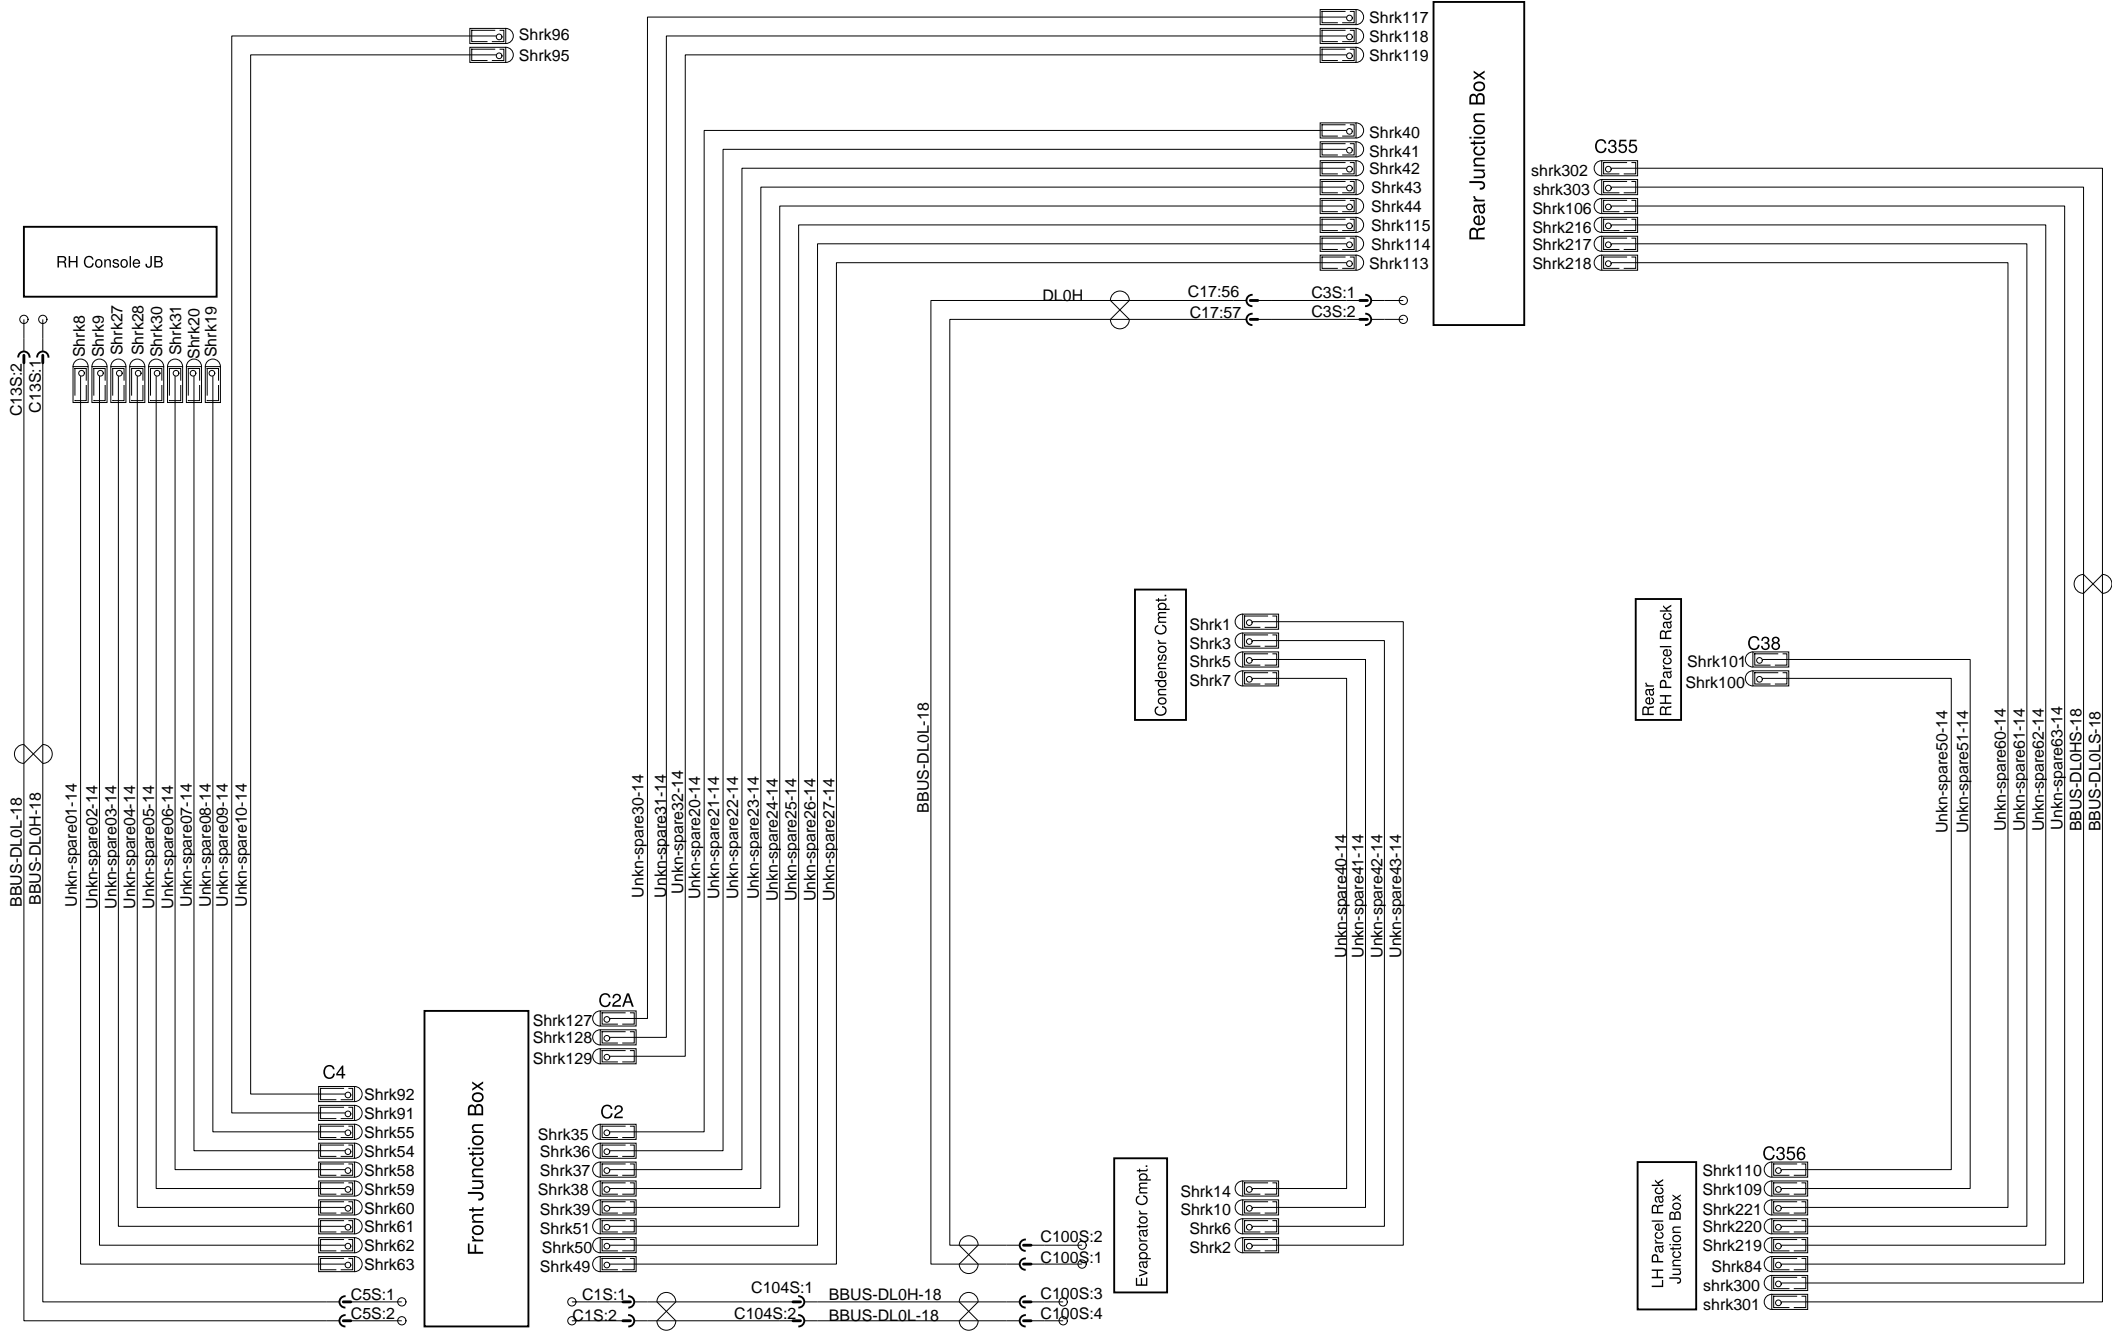 Shrk96
Shrk95
Shrk117
Shrk118
Shrk119
Shrk40
Shrk41
Shrk42
Shrk43
Shrk44
Shrk115
Shrk114
Shrk113
Rear Junction Box
C355
shrk302
shrk303
Shrk106
Shrk216
Shrk217
Shrk218
RH Console JB
DL0H
C17:56
C3S:1
C17:57
C3S:2
C13S:2
C13S:1
Shrk8
Shrk9
Shrk27
Shrk28
Shrk30
Shrk31
Shrk20
Shrk19
Condensor Cmpt.
Shrk1
Shrk3
Shrk5
Shrk7
Rear
RH Parcel Rack
C38
Shrk101
Shrk100
BBUS-DL0L-18
BBUS-DL0H-18
Unkn-spare01-14
Unkn-spare02-14
Unkn-spare03-14
Unkn-spare04-14
Unkn-spare05-14
Unkn-spare06-14
Unkn-spare07-14
Unkn-spare08-14
Unkn-spare09-14
Unkn-spare10-14
Unkn-spare30-14
Unkn-spare31-14
Unkn-spare32-14
Unkn-spare20-14
Unkn-spare21-14
Unkn-spare22-14
Unkn-spare23-14
Unkn-spare24-14
Unkn-spare25-14
Unkn-spare26-14
Unkn-spare27-14
BBUS-DL0L-18
Unkn-spare40-14
Unkn-spare41-14
Unkn-spare42-14
Unkn-spare43-14
Unkn-spare50-14
Unkn-spare51-14
Unkn-spare60-14
Unkn-spare61-14
Unkn-spare62-14
Unkn-spare63-14
BBUS-DL0HS-18
BBUS-DL0LS-18
C4
Shrk92
Shrk91
Shrk55
Shrk54
Shrk58
Shrk59
Shrk60
Shrk61
Shrk62
Shrk63
C5S:1
C5S:2
Front Junction Box
C2A
Shrk127
Shrk128
Shrk129
C2
Shrk35
Shrk36
Shrk37
Shrk38
Shrk39
Shrk51
Shrk50
Shrk49
C1S:1
C1S:2
C104S:1
C104S:2
BBUS-DL0H-18
BBUS-DL0L-18
C100S:2
C100S:1
C100S:3
C100S:4
Evaporator Cmpt.
Shrk14
Shrk10
Shrk6
Shrk2
LH Parcel Rack
Junction Box
C356
Shrk110
Shrk109
Shrk221
Shrk220
Shrk219
Shrk84
shrk300
shrk301